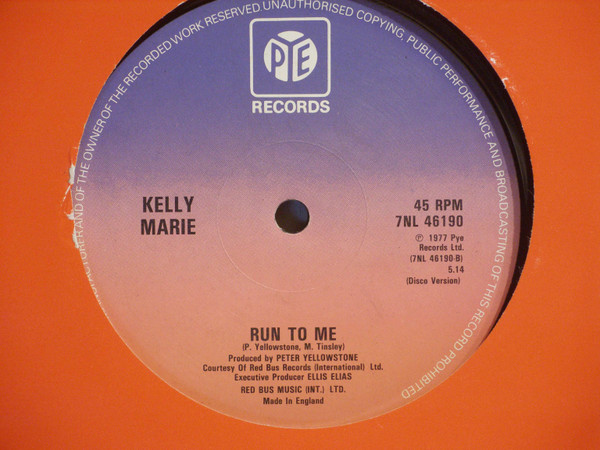 MANUFACTURER AND OF THE OWNER OF THE RECORDED WORK RESERVED UNAUTHORISED COPYING, PUBLIC PERFORMANCE AND BROADCASTING OF THIS RECORD PROHIBITED
PYE
RECORDS
KELLY
MARIE
45 RPM
7NL 46190
℗ 1977 Pye
Records Ltd.
(7NL 46190-B)
5.14
(Disco Version)
RUN TO ME
(P. Yellowstone, M. Tinsley)
Produced by PETER YELLOWSTONE
Courtesy Of Red Bus Records (International) Ltd.
Executive Producer ELLIS ELIAS
RED BUS MUSIC (INT.) LTD.
Made in England